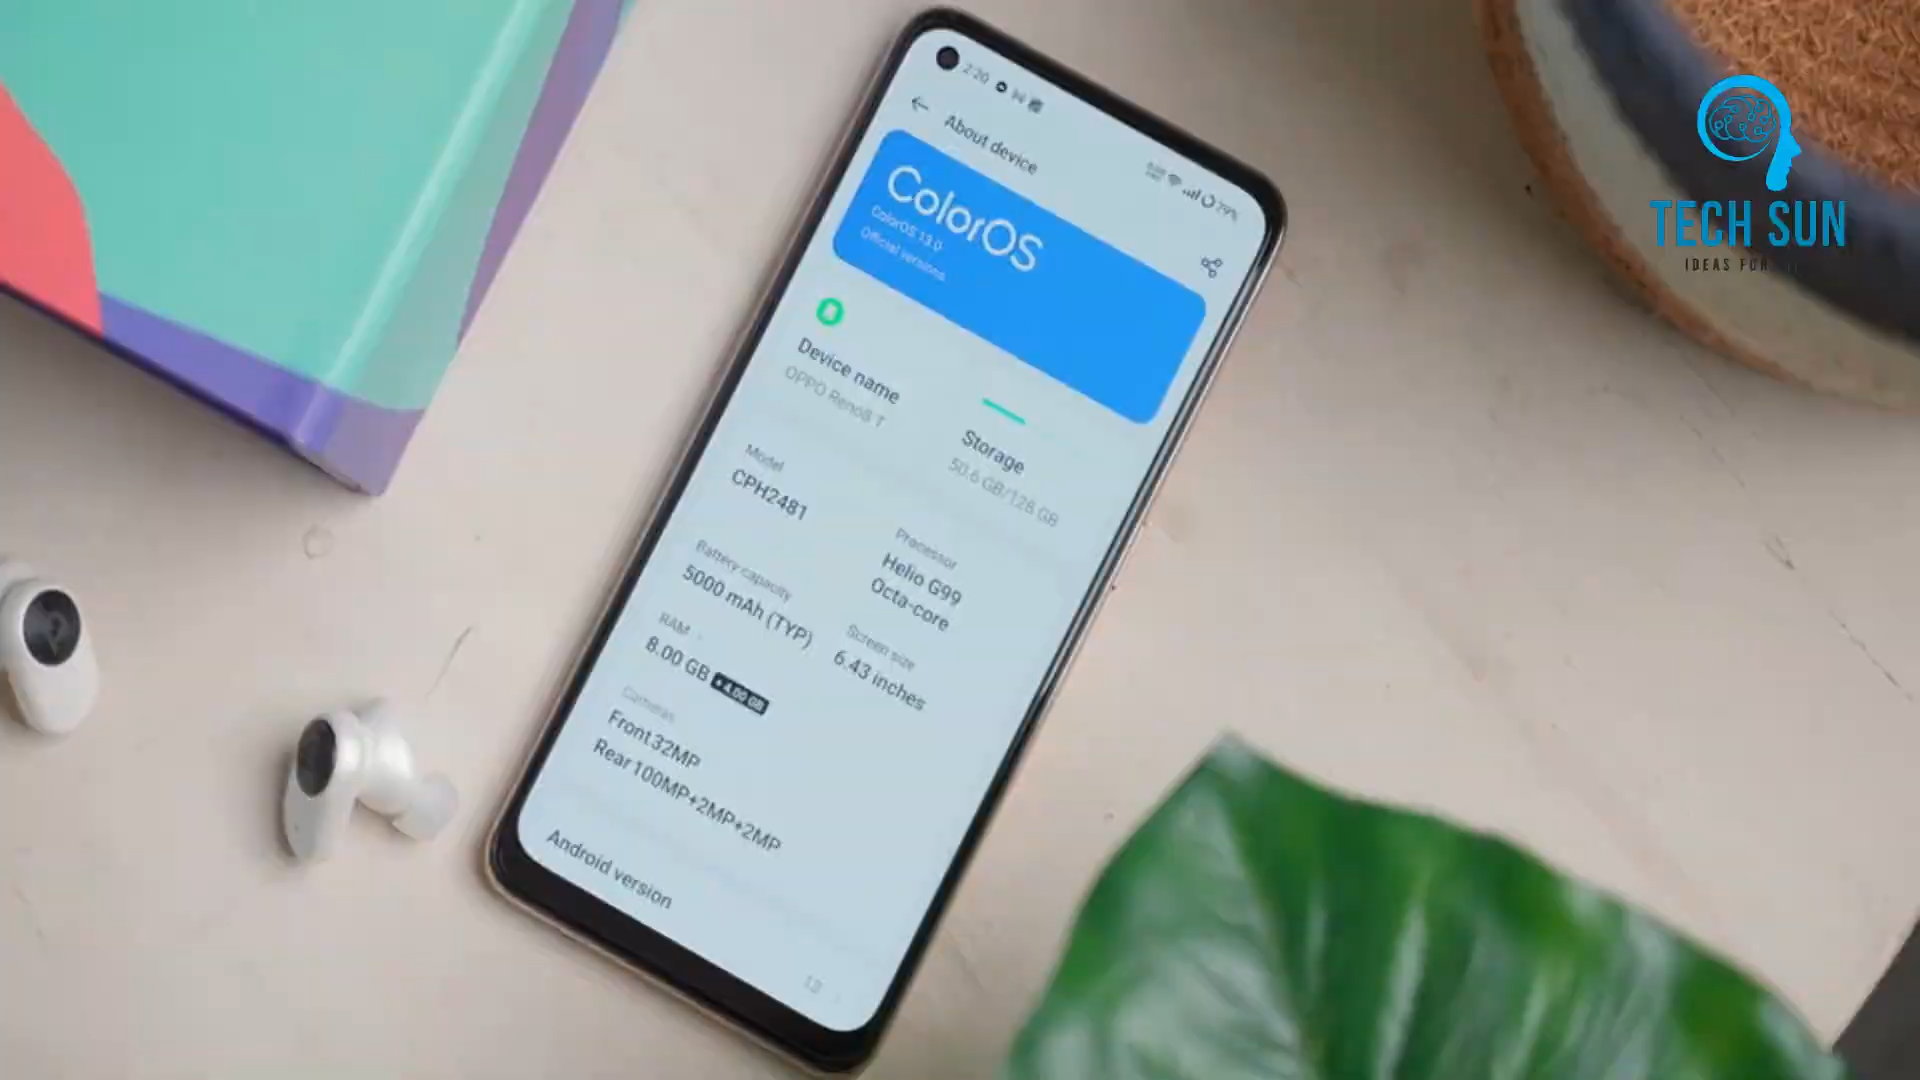 2:20
79%
About device
ColorOS
ColorOS 13.0
Official versions
Device name
OPPO Reno8 T
Storage
50.6 GB/128 GB
Model
CPH2481
Processor
Helio G99
Octa-core
Battery capacity
5000 mAh (TYP)
Screen size
6.43 inches
RAM
8.00 GB + 4.00 GB
Cameras
Front 32MP
Rear 100MP+2MP+2MP
Android version
TECH SUN
IDEAS FOR